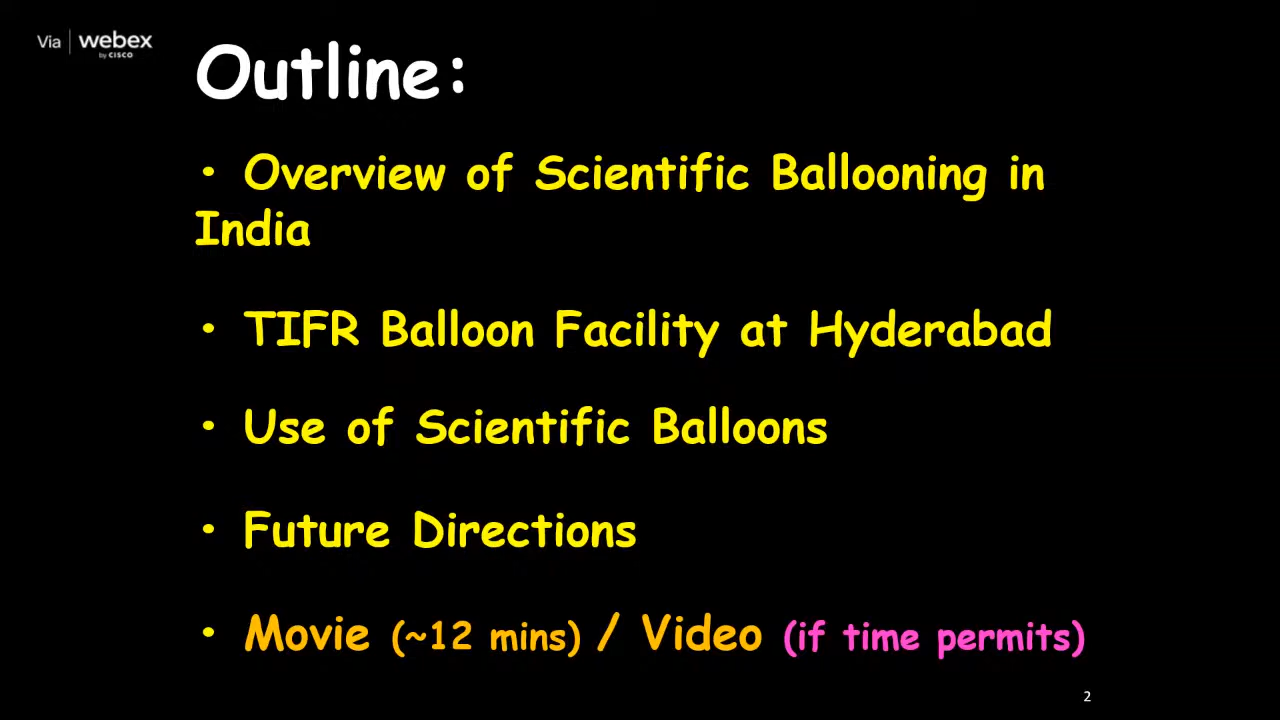 Via | webex
by CISCO
Outline:
• Overview of Scientific Ballooning in
India
• TIFR Balloon Facility at Hyderabad
• Use of Scientific Balloons
• Future Directions
• Movie (~12 mins) / Video (if time permits)
2